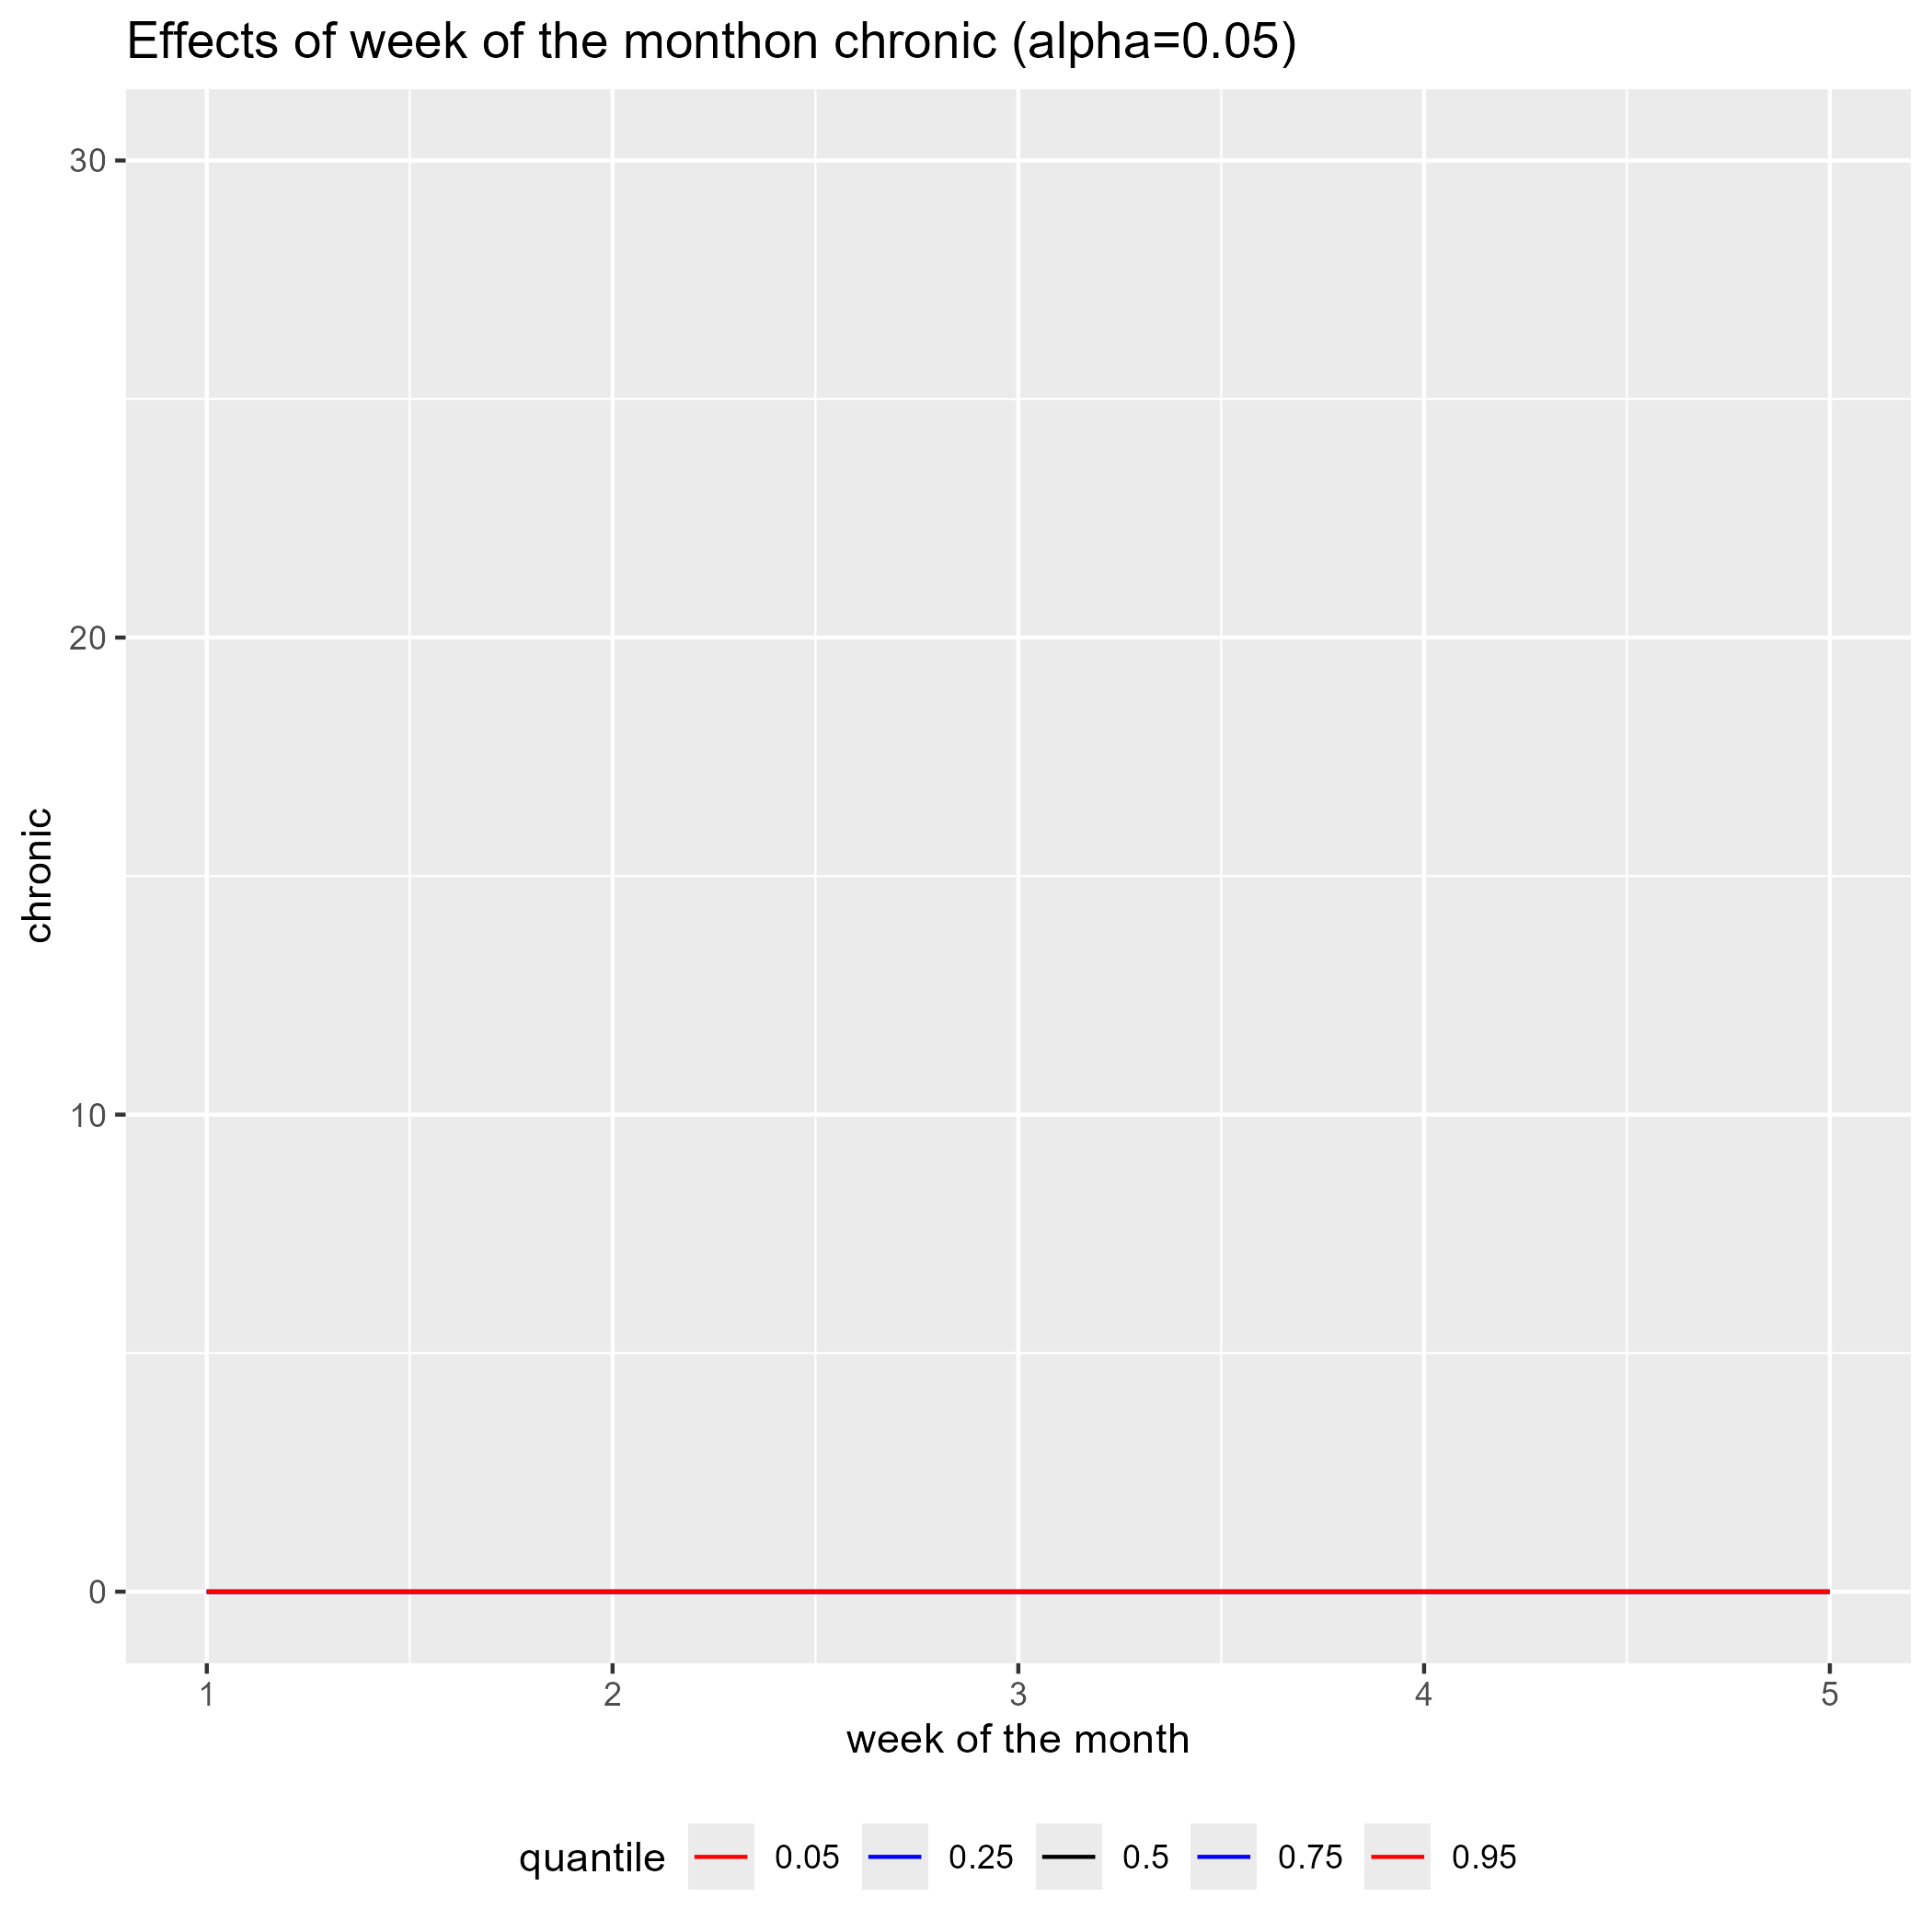 Effects of week of the monthon chronic (alpha=0.05)
30
20
10
0
chronic
1 2 3 4 5
week of the month
quantile 0.05 0.25 0.5 0.75 0.95